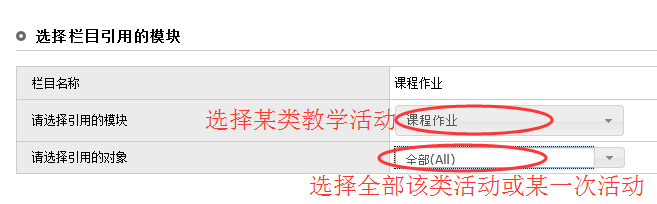 选择栏目引用的模块
栏目名称 课程作业
请选择引用的模块 选择某类教学活动 课程作业
请选择引用的对象 全部(All)
选择全部该类活动或某一次活动